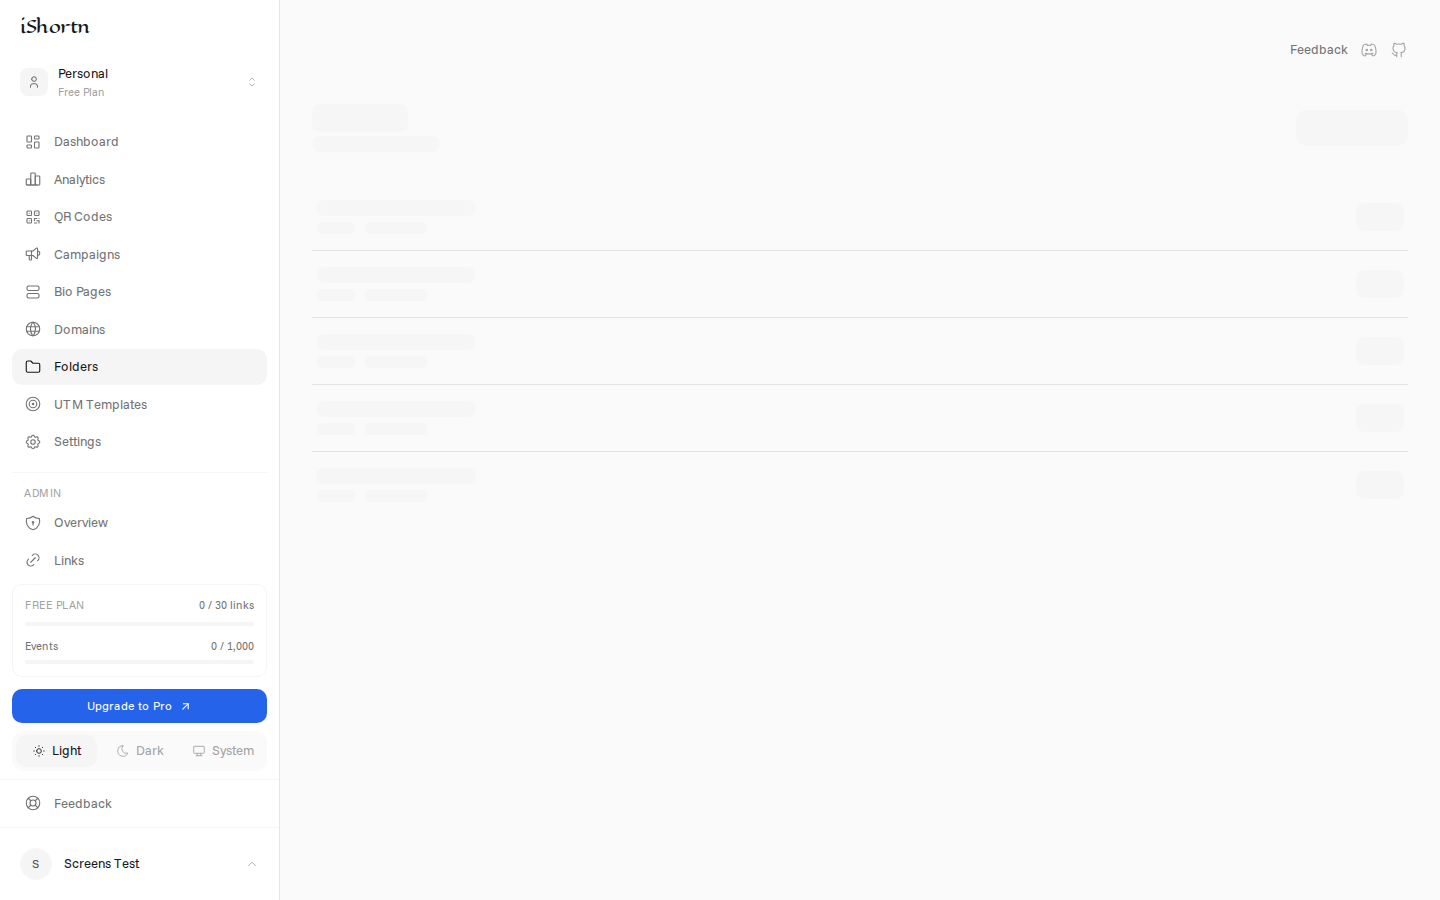 iShortn
Personal
Free Plan
Dashboard
Analytics
QR Codes
Campaigns
Bio Pages
Domains
Folders
UTM Templates
Settings
ADMIN
Overview
Links
FREE PLAN 0 / 30 links
Events 0 / 1,000
Upgrade to Pro
Light Dark System
Feedback
S Screens Test
Feedback